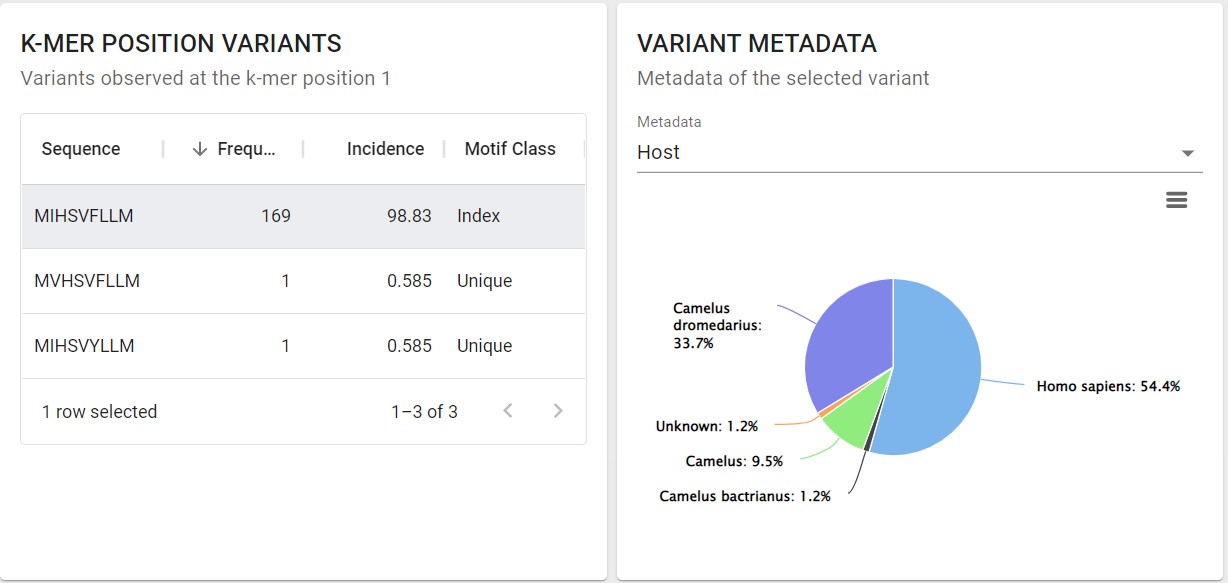 K-MER POSITION VARIANTS
Variants observed at the k-mer position 1
Sequence Frequ... Incidence Motif Class
MIHSVFLLM 169 98.83 Index
MVHSVFLLM 1 0.585 Unique
MIHSVYLLM 1 0.585 Unique
1 row selected 1–3 of 3
VARIANT METADATA
Metadata of the selected variant
Metadata
Host
Camelus
dromedarius:
33.7%
Homo sapiens: 54.4%
Unknown: 1.2%
Camelus: 9.5%
Camelus bactrianus: 1.2%